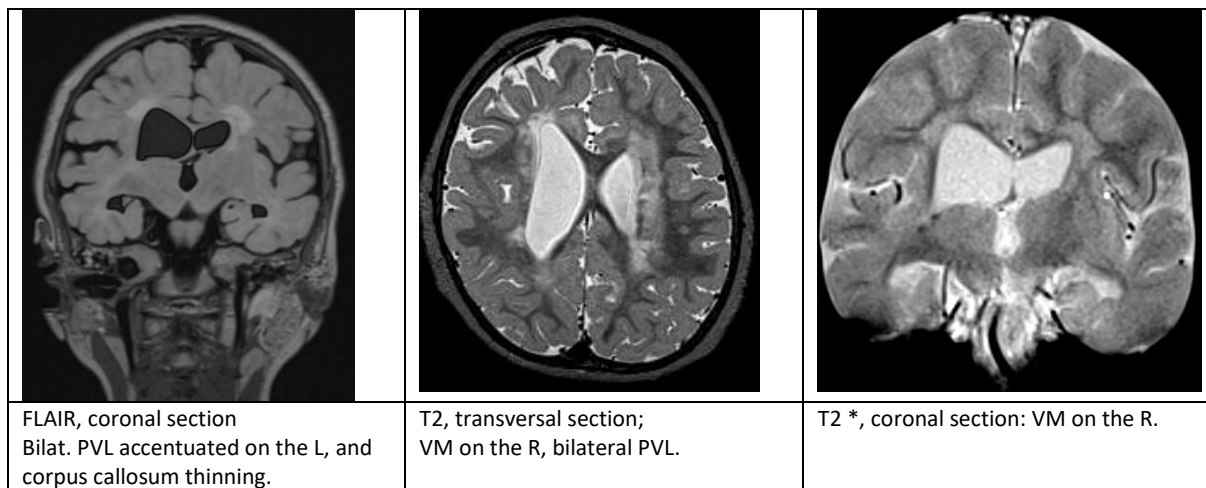 FLAIR, coronal section
Bilat. PVL accentuated on the L, and
corpus callosum thinning.
T2, transversal section;
VM on the R, bilateral PVL.
T2 *, coronal section: VM on the R.